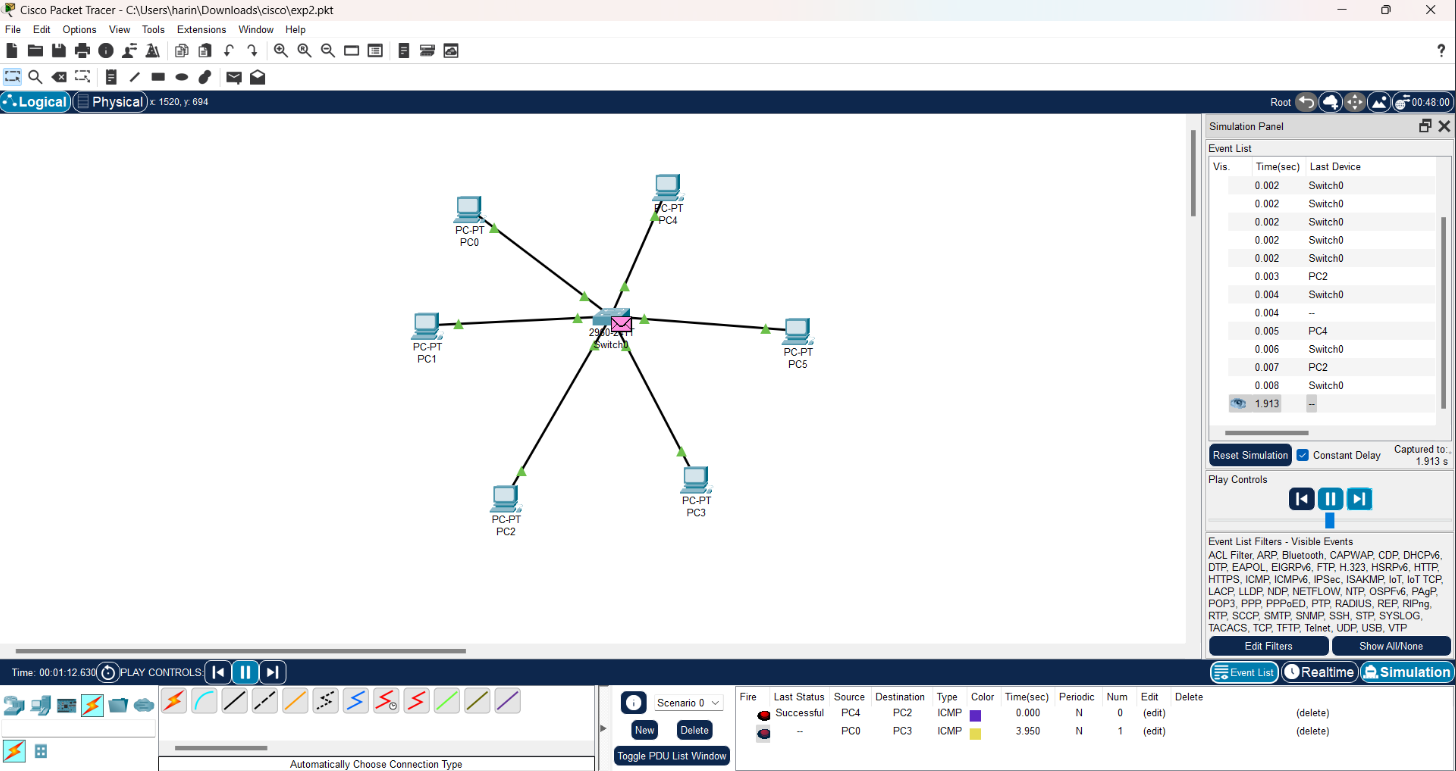 Cisco Packet Tracer - C:\Users\harin\Downloads\cisco\exp2.pkt
File Edit Options View Tools Extensions Window Help
?
Logical Physical x: 1520, y: 694 Root 00:48:00
Simulation Panel
Event List
Vis. Time(sec) Last Device
0.002 Switch0
0.002 Switch0
0.002 Switch0
0.002 Switch0
0.002 Switch0
0.003 PC2
0.004 Switch0
0.004 --
0.005 PC4
0.006 Switch0
0.007 PC2
0.008 Switch0
1.913 --
Reset Simulation Constant Delay Captured to:
1.913 s
Play Controls
Event List Filters - Visible Events
ACL Filter, ARP, Bluetooth, CAPWAP, CDP, DHCPv6,
DTP, EAPOL, EIGRPv6, FTP, H.323, HSRPv6, HTTP,
HTTPS, ICMP, ICMPv6, IPSec, ISAKMP, IoT, IoT TCP,
LACP, LLDP, NDP, NETFLOW, NTP, OSPFv6, PAgP,
POP3, PPP, PPPoED, PTP, RADIUS, REP, RIPng,
RTP, SCCP, SMTP, SNMP, SSH, STP, SYSLOG,
TACACS, TCP, TFTP, Telnet, UDP, USB, VTP
Edit Filters Show All/None
PC-PT
PC4
PC-PT
PC0
Switch0
PC-PT
PC1
PC-PT
PC5
PC-PT
PC3
PC-PT
PC2
Time: 00:01:12.630 PLAY CONTROLS: Event List Realtime Simulation
Scenario 0
New Delete
Toggle PDU List Window
Fire Last Status Source Destination Type Color Time(sec) Periodic Num Edit Delete
Successful PC4 PC2 ICMP 0.000 N 0 (edit) (delete)
-- PC0 PC3 ICMP 3.950 N 1 (edit) (delete)
Automatically Choose Connection Type